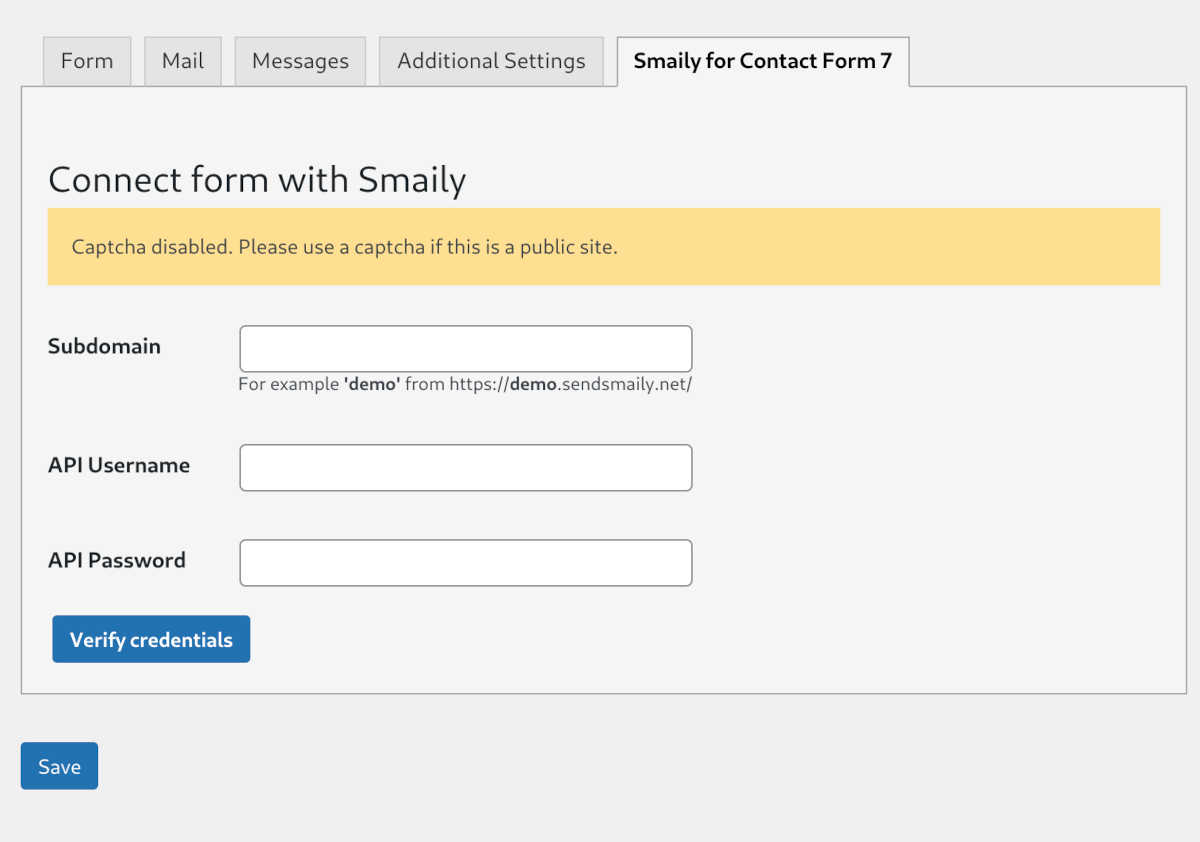 Form Mail Messages Additional Settings Smaily for Contact Form 7
Connect form with Smaily
Captcha disabled. Please use a captcha if this is a public site.
Subdomain
For example 'demo' from https://demo.sendsmaily.net/
API Username
API Password
Verify credentials
Save